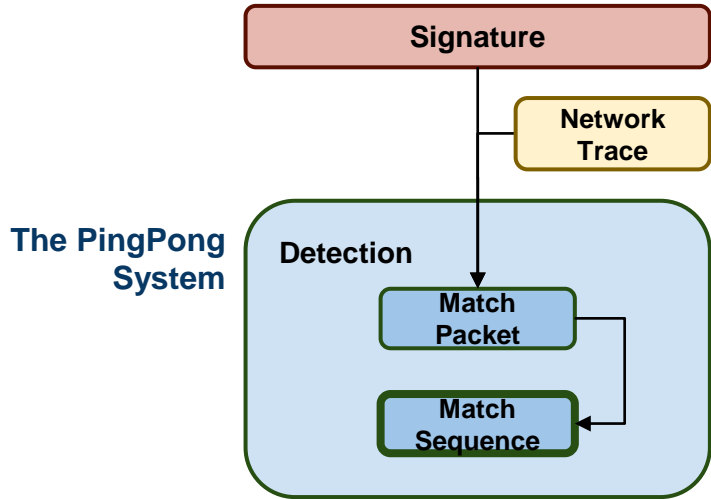 Signature
Network
Trace
The PingPong
System
Detection
Match
Packet
Match
Sequence